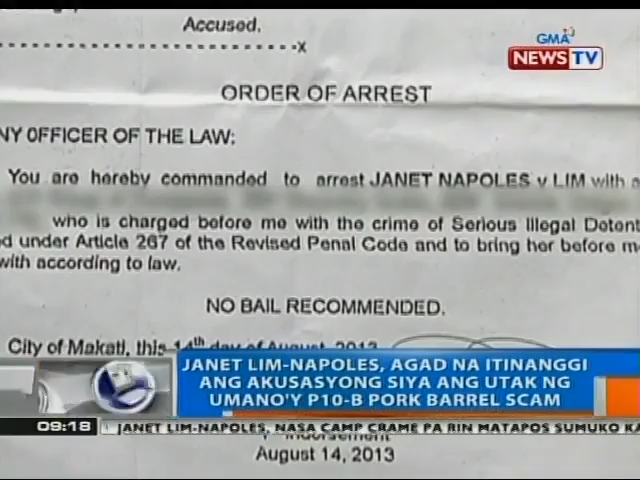 Accused.
x
GMA
NEWS TV
ORDER OF ARREST
NY OFFICER OF THE LAW:
You are hereby commanded to arrest JANET NAPOLES y LIM with a
who is charged before me with the crime of Serious Illegal Detent
d under Article 267 of the Revised Penal Code and to bring her before m
with according to law.
NO BAIL RECOMMENDED.
City of Makati, this 14th day of August, 2013
JANET LIM-NAPOLES, AGAD NA ITINANGGI
ANG AKUSASYONG SIYA ANG UTAK NG
UMANO'Y P10-B PORK BARREL SCAM
09:18 JANET LIM-NAPOLES, NASA CAMP CRAME PA RIN MATAPOS SUMUKO KA
Indorsement
August 14, 2013